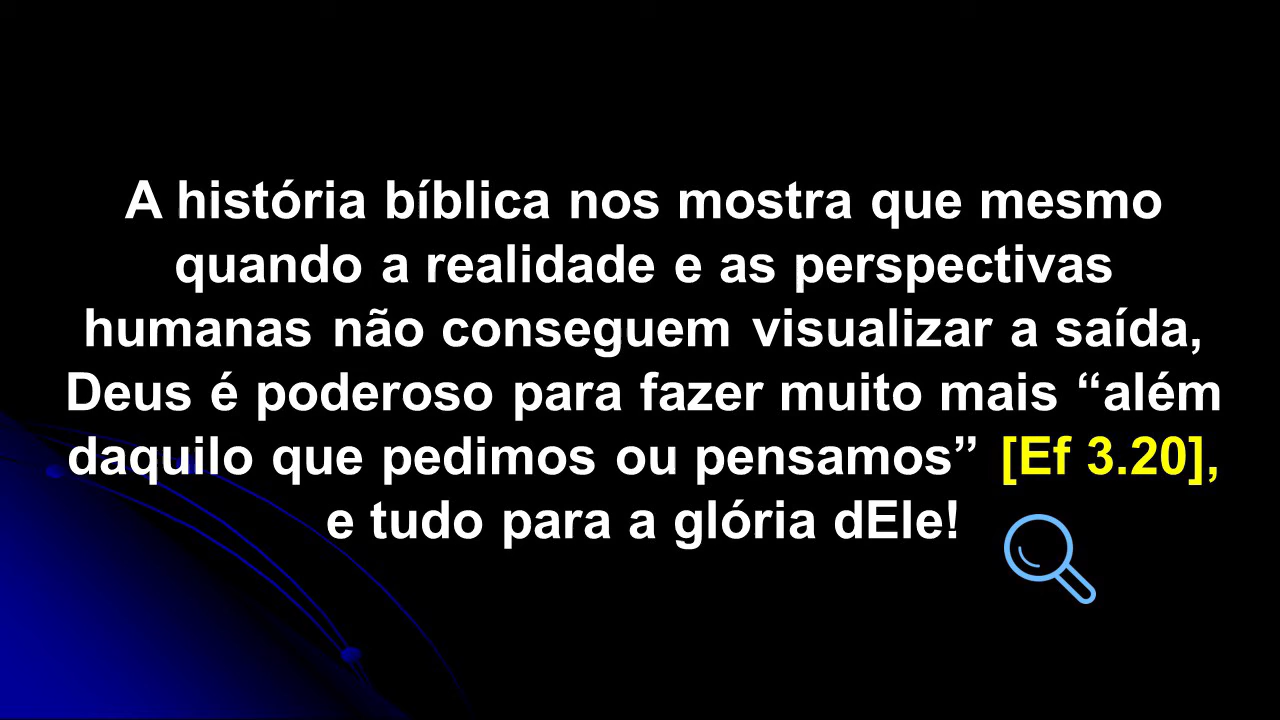 A história bíblica nos mostra que mesmo
quando a realidade e as perspectivas
humanas não conseguem visualizar a saída,
Deus é poderoso para fazer muito mais “além
daquilo que pedimos ou pensamos” [Ef 3.20],
e tudo para a glória dEle!